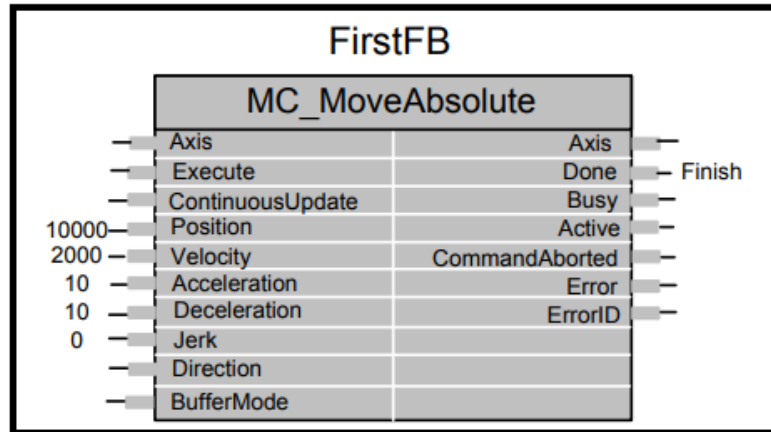 FirstFB
MC_MoveAbsolute
Axis Axis
Execute Done Finish
ContinuousUpdate Busy
10000 Position Active
2000 Velocity CommandAborted
10 Acceleration Error
10 Deceleration ErrorID
0 Jerk
Direction
BufferMode